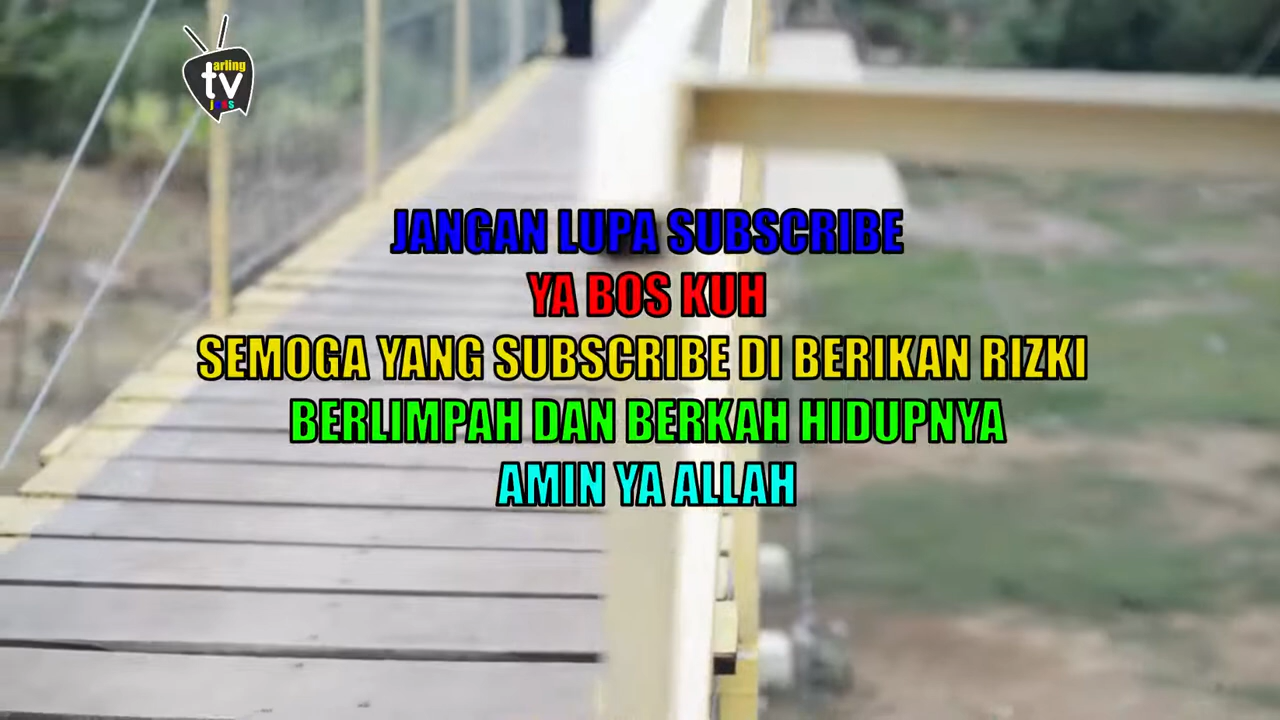 tarling
tv
jess
JANGAN LUPA SUBSCRIBE
YA BOS KUH
SEMOGA YANG SUBSCRIBE DI BERIKAN RIZKI
BERLIMPAH DAN BERKAH HIDUPNYA
AMIN YA ALLAH